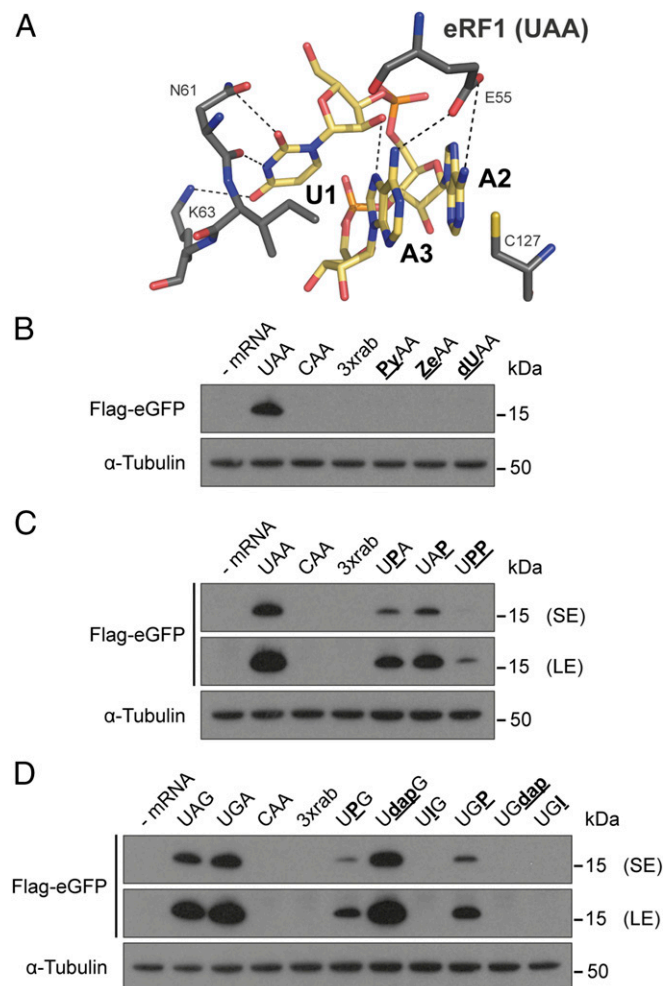 A
eRF1 (UAA)
N61
E55
U1
A2
K63
A3
C127
B
- mRNA UAA CAA 3xrab PyAA ZeAA dUAA kDa
Flag-eGFP 15
α-Tubulin 50
C
- mRNA UAA CAA 3xrab UPA UAP UPP kDa
Flag-eGFP
15 (SE)
15 (LE)
α-Tubulin 50
D
- mRNA UAG UGA CAA 3xrab UPG UdapG UIG UGP UGdap UGI kDa
Flag-eGFP
15 (SE)
15 (LE)
α-Tubulin 50